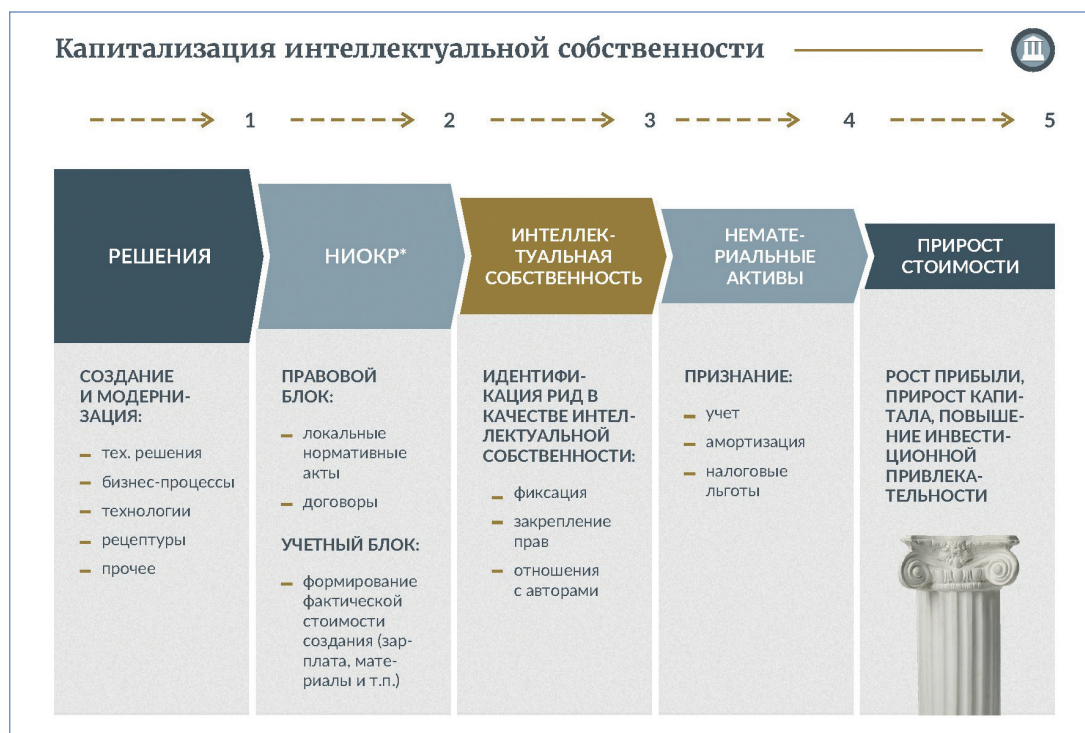 Капитализация интеллектуальной собственности
1
2
3
4
5
РЕШЕНИЯ
НИОКР*
ИНТЕЛЛЕК-
ТУАЛЬНАЯ
СОБСТВЕННОСТЬ
НЕМАТЕ-
РИАЛЬНЫЕ
АКТИВЫ
ПРИРОСТ
СТОИМОСТИ
СОЗДАНИЕ
И МОДЕРНИ-
ЗАЦИЯ:
тех. решения
бизнес-процессы
технологии
рецептуры
прочее
ПРАВОВОЙ
БЛОК:
локальные
нормативные
акты
договоры
УЧЕТНЫЙ БЛОК:
формирование
фактической
стоимости
создания (зар-
плата, мате-
риалы и т.п.)
ИДЕНТИФИ-
КАЦИЯ РИД В
КАЧЕСТВЕ ИНТЕЛ-
ЛЕКТУАЛЬНОЙ
СОБСТВЕННОСТИ:
фиксация
закрепление
прав
отношения
с авторами
ПРИЗНАНИЕ:
учет
амортизация
налоговые
льготы
РОСТ ПРИБЫЛИ,
ПРИРОСТ КАПИ-
ТАЛА, ПОВЫШЕ-
НИЕ ИНВЕСТИ-
ЦИОННОЙ
ПРИВЛЕКА-
ТЕЛЬНОСТИ